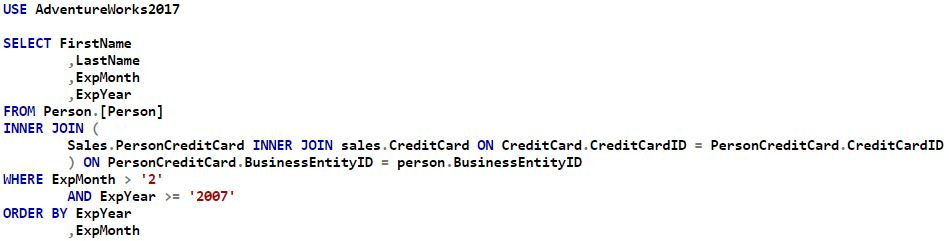 USE AdventureWorks2017
SELECT FirstName
,LastName
,ExpMonth
,ExpYear
FROM Person.[Person]
INNER JOIN (
Sales.PersonCreditCard INNER JOIN sales.CreditCard ON CreditCard.CreditCardID = PersonCreditCard.CreditCardID
) ON PersonCreditCard.BusinessEntityID = person.BusinessEntityID
WHERE ExpMonth > '2'
AND ExpYear >= '2007'
ORDER BY ExpYear
,ExpMonth